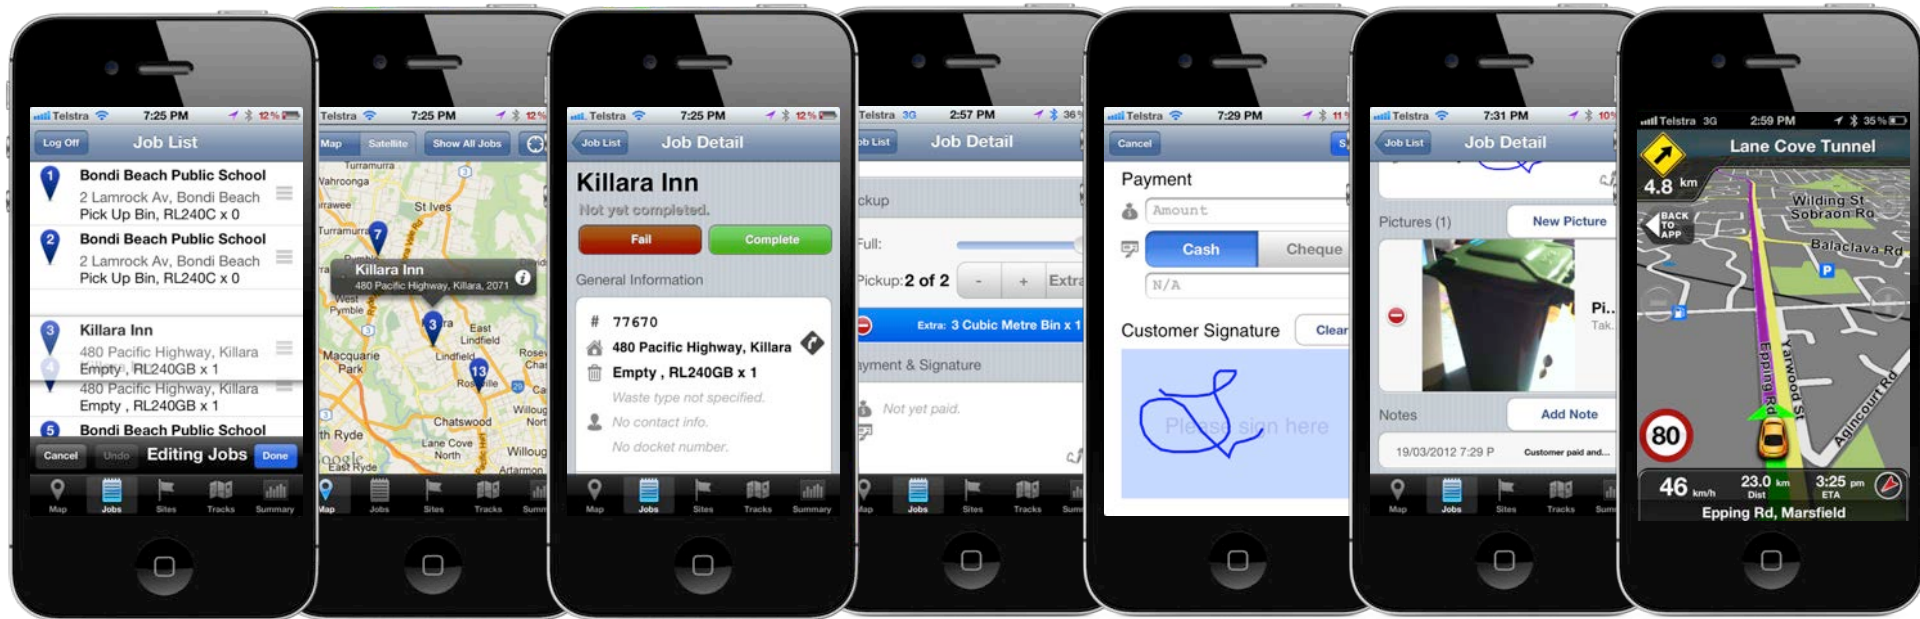 Telstra 7:25 PM 12%
Log Off Job List
1 Bondi Beach Public School
2 Lamrock Av, Bondi Beach
Pick Up Bin, RL240C x 0
2 Bondi Beach Public School
2 Lamrock Av, Bondi Beach
Pick Up Bin, RL240C x 0
3 Killara Inn
480 Pacific Highway, Killara
Empty , RL240GB x 1
4
480 Pacific Highway, Killara
Empty , RL240GB x 1
5 Bondi Beach Public School
Cancel Undo Editing Jobs Done
Map Jobs Sites Tracks Summary
Telstra 7:25 PM 12%
Map Satellite Show All Jobs
Turramurra
Wahroonga
St Ives
Turramurra
7
Killara Inn
480 Pacific Highway, Killara, 2071
West
Pymble
3
East
Lindfield
Macquarie
Park
Lindfield
13
Chatswood
Lane Cove
North
East Ryde
Artarmon
Map Jobs Sites Tracks
Telstra 7:25 PM 12%
Job List Job Detail
Killara Inn
Not yet completed.
Fail Complete
General Information
# 77670
480 Pacific Highway, Killara
Empty , RL240GB x 1
Waste type not specified.
No contact info.
No docket number.
Map Jobs Sites Tracks Summary
Telstra 3G 2:57 PM 36%
List Job Detail
Full:
Pickup: 2 of 2 - + Extra
Extra: 3 Cubic Metre Bin x 1
Payment & Signature
Not yet paid.
Jobs Sites Tracks
Telstra 7:29 PM 11
Cancel
Payment
Amount
Cash Cheque
N/A
Customer Signature Clear
Please sign here
Telstra 7:31 PM 10%
Job List Job Detail
Pictures (1) New Picture
Pi...
Tak..
Notes Add Note
19/03/2012 7:29 P Customer paid and...
Map Jobs Sites Tracks
Telstra 3G 2:59 PM 35%
Lane Cove Tunnel
4.8 km
BACK
TO
APP
Wilding St
Sobraon Rd
Balaclava Rd
P
Epping Rd
Yarwood St
Agincourt Rd
80
46 km/h 23.0 km 3:25 pm
Dist ETA
Epping Rd, Marsfield